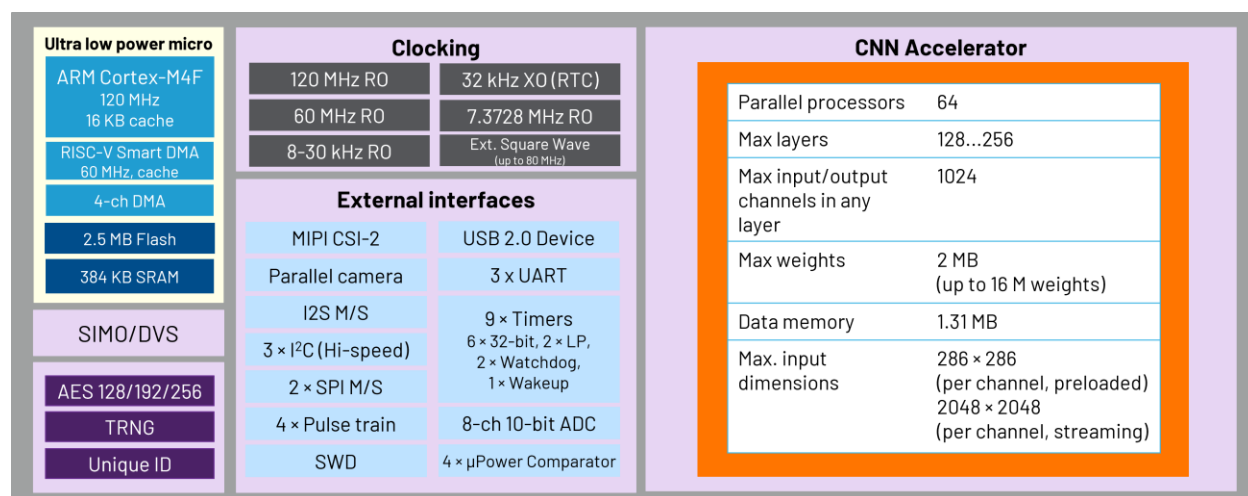 Ultra low power micro
ARM Cortex-M4F
120 MHz
16 KB cache
RISC-V Smart DMA
60 MHz, cache
4-ch DMA
2.5 MB Flash
384 KB SRAM
SIMO/DVS
AES 128/192/256
TRNG
Unique ID
Clocking
120 MHz RO
32 kHz XO (RTC)
60 MHz RO
7.3728 MHz RO
8-30 kHz RO
Ext. Square Wave
(up to 80 MHz)
External interfaces
MIPI CSI-2
USB 2.0 Device
Parallel camera
3 x UART
I2S M/S
9 × Timers
6 × 32-bit, 2 × LP,
2 × Watchdog,
1 × Wakeup
3 × I²C (Hi-speed)
2 × SPI M/S
4 × Pulse train
8-ch 10-bit ADC
SWD
4 × µPower Comparator
CNN Accelerator
Parallel processors 64
Max layers 128...256
Max input/output 1024
channels in any
layer
Max weights 2 MB
(up to 16 M weights)
Data memory 1.31 MB
Max. input 286 × 286
dimensions (per channel, preloaded)
2048 × 2048
(per channel, streaming)